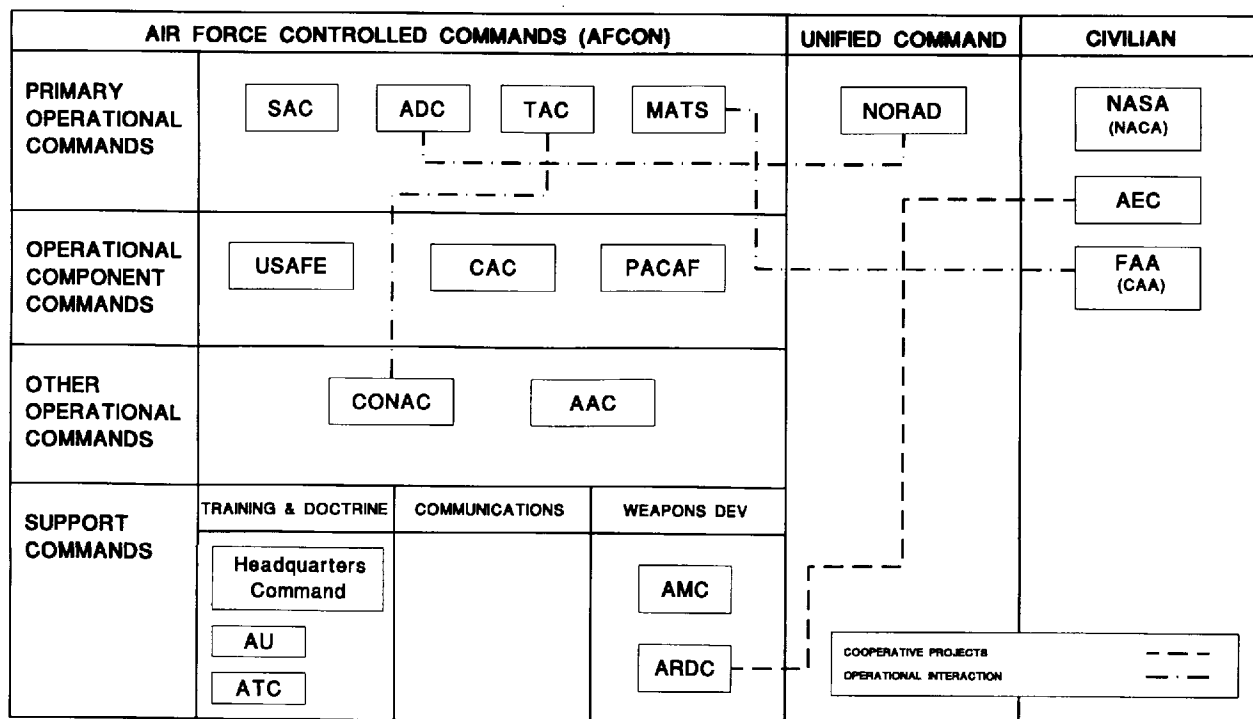 AIR FORCE CONTROLLED COMMANDS (AFCON)
UNIFIED COMMAND
CIVILIAN
PRIMARY
OPERATIONAL
COMMANDS
SAC
ADC
TAC
MATS
NORAD
NASA
(NACA)
AEC
OPERATIONAL
COMPONENT
COMMANDS
USAFE
CAC
PACAF
FAA
(CAA)
OTHER
OPERATIONAL
COMMANDS
CONAC
AAC
SUPPORT
COMMANDS
TRAINING & DOCTRINE
COMMUNICATIONS
WEAPONS DEV
Headquarters
Command
AU
ATC
AMC
ARDC
COOPERATIVE PROJECTS
OPERATIONAL INTERACTION